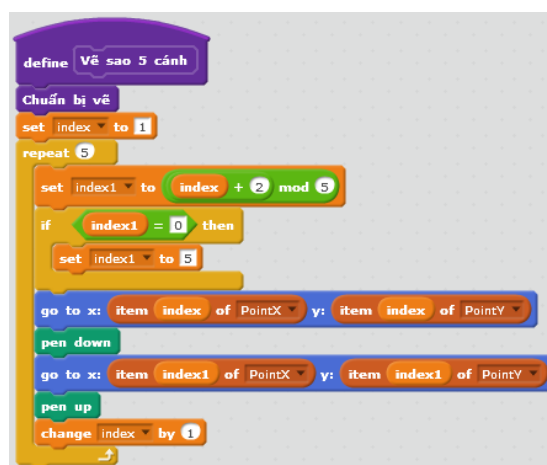 define Vẽ sao 5 cánh
Chuẩn bị vẽ
set index to 1
repeat 5
set index1 to index + 2 mod 5
if index1 = 0 then
set index1 to 5
go to x: item index of PointX y: item index of PointY
pen down
go to x: item index1 of PointX y: item index1 of PointY
pen up
change index by 1